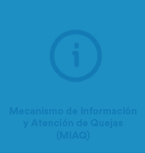 Mecanismo de Información
y Atención de Quejas
(MIAQ)